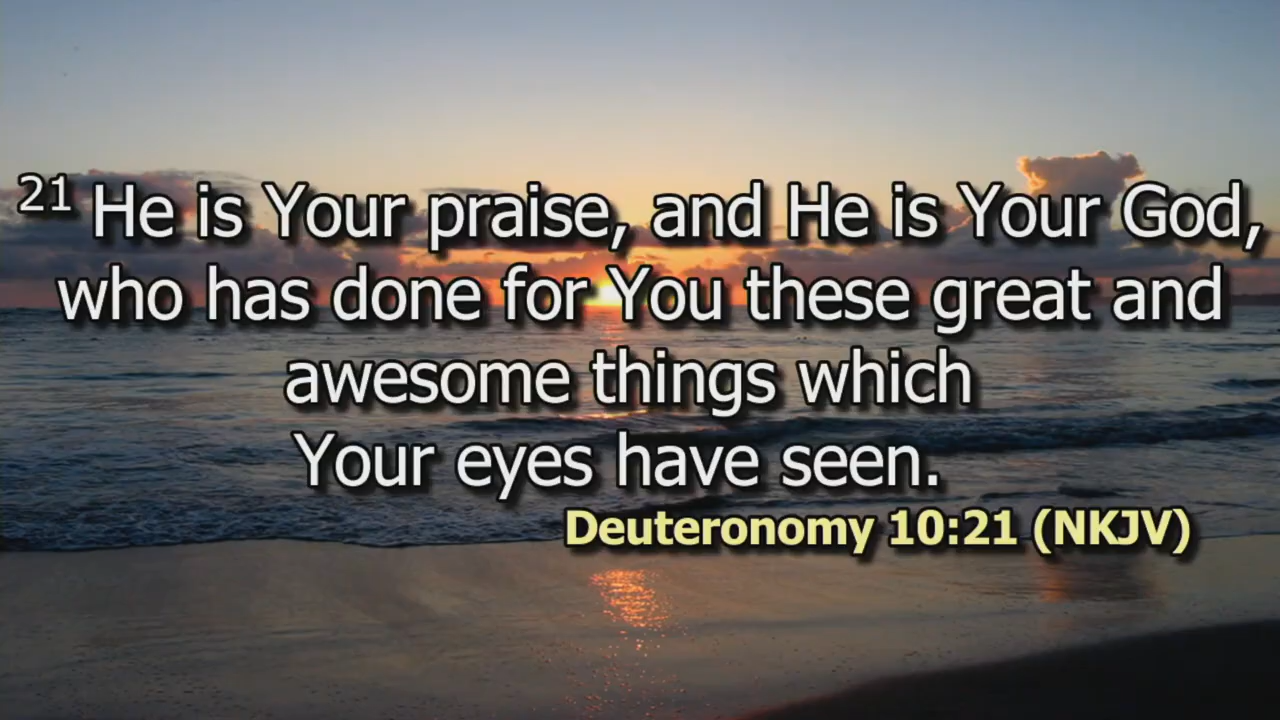 21 He is Your praise, and He is Your God,
who has done for You these great and
awesome things which
Your eyes have seen.
Deuteronomy 10:21 (NKJV)